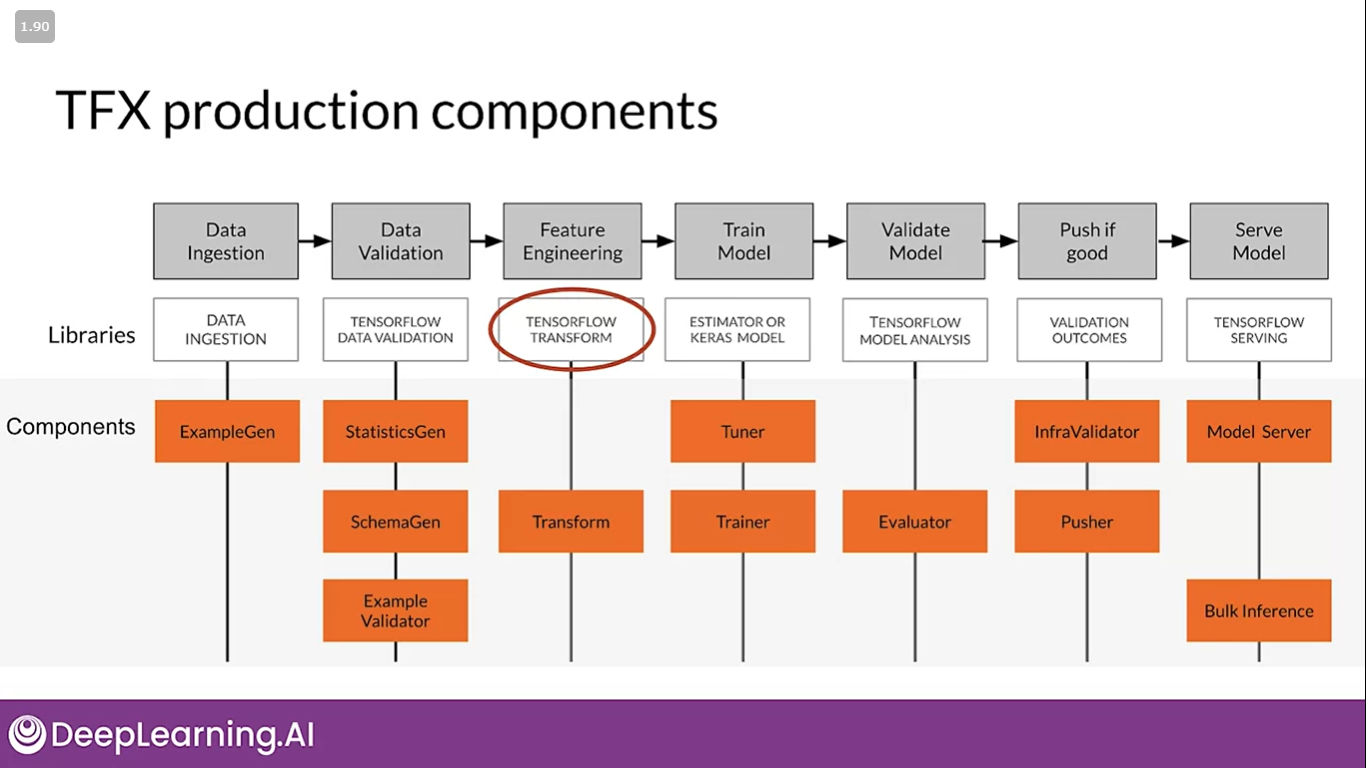 1.90
TFX production components
Data
Ingestion
Data
Validation
Feature
Engineering
Train
Model
Validate
Model
Push if
good
Serve
Model
Libraries
DATA
INGESTION
TENSORFLOW
DATA VALIDATION
TENSORFLOW
TRANSFORM
ESTIMATOR OR
KERAS MODEL
TENSORFLOW
MODEL ANALYSIS
VALIDATION
OUTCOMES
TENSORFLOW
SERVING
Components
ExampleGen
StatisticsGen
Tuner
InfraValidator
Model Server
SchemaGen
Transform
Trainer
Evaluator
Pusher
Example
Validator
Bulk Inference
DeepLearning.AI